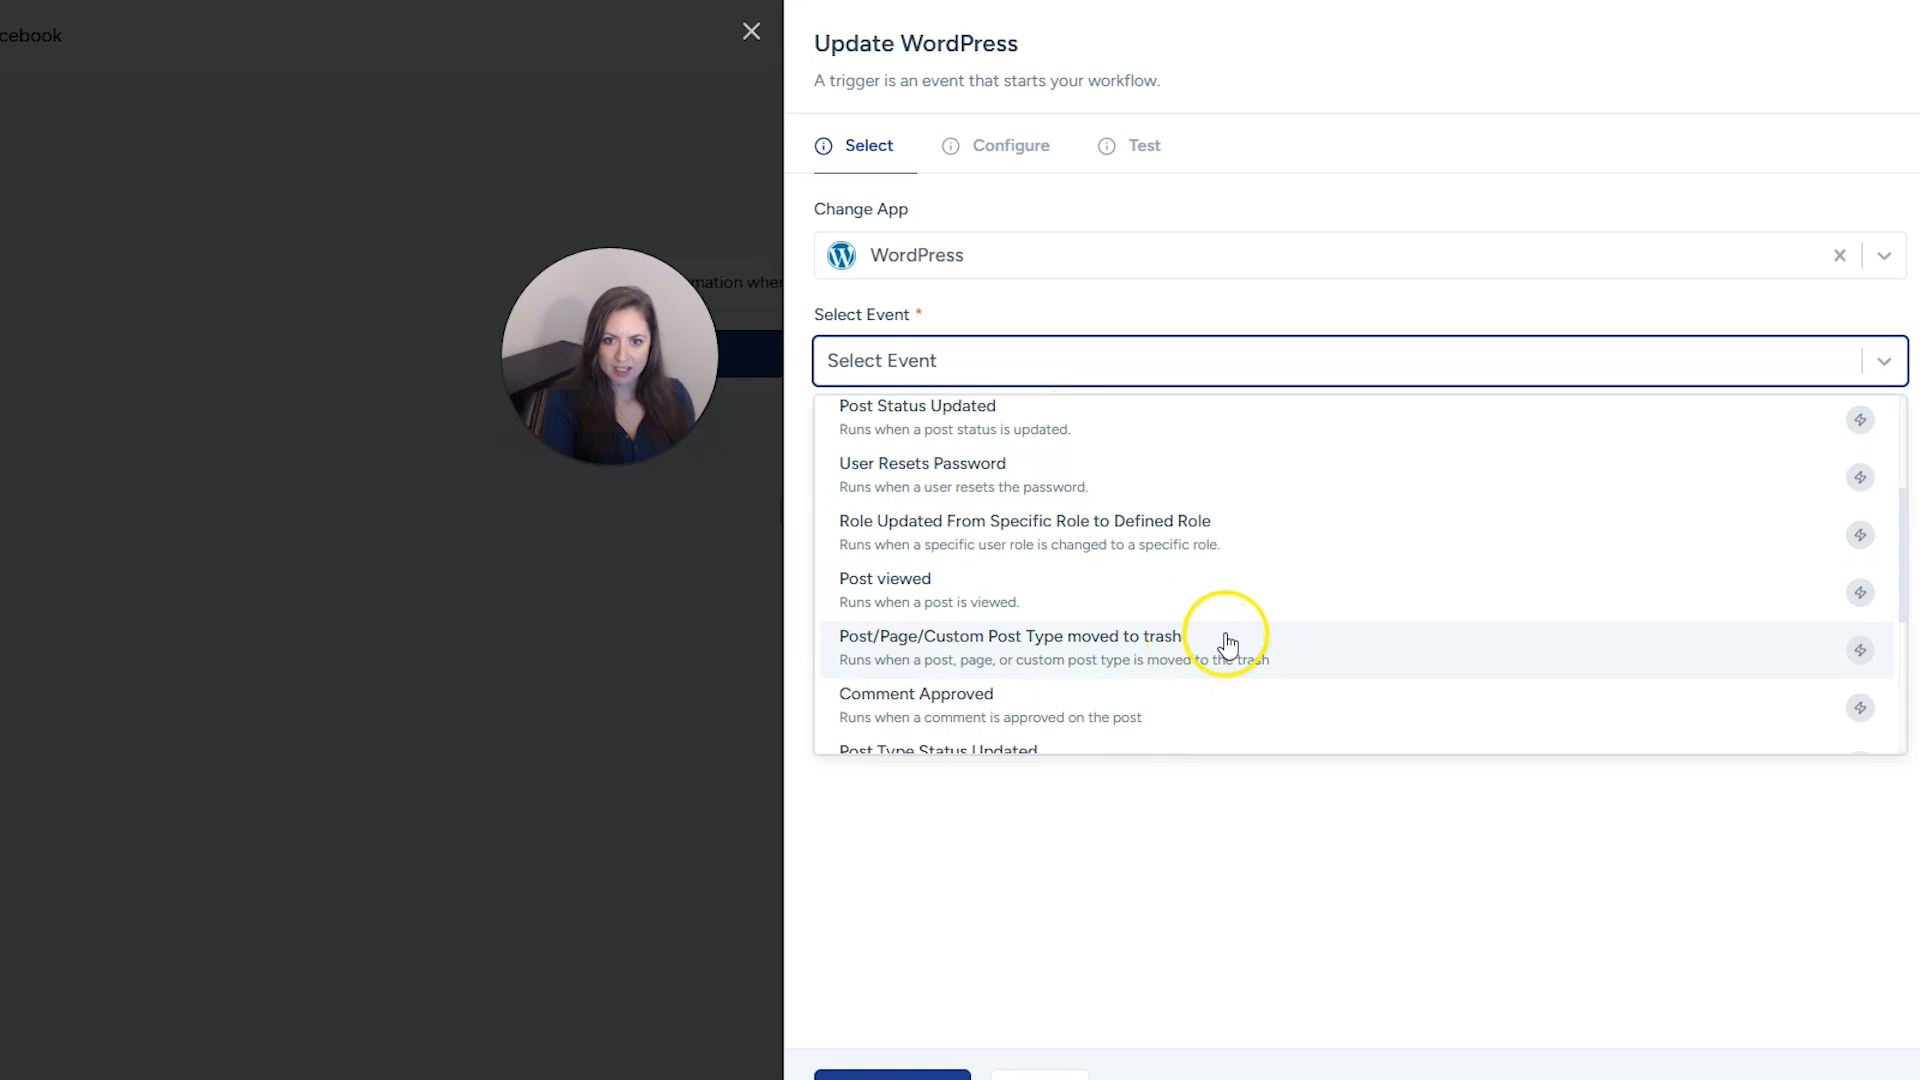 cebook
Update WordPress
A trigger is an event that starts your workflow.
Select
Configure
Test
Change App
WordPress
mation when
Select Event *
Select Event
Post Status Updated
Runs when a post status is updated.
User Resets Password
Runs when a user resets the password.
Role Updated From Specific Role to Defined Role
Runs when a specific user role is changed to a specific role.
Post viewed
Runs when a post is viewed.
Post/Page/Custom Post Type moved to trash
Runs when a post, page, or custom post type is moved to the trash
Comment Approved
Runs when a comment is approved on the post
Post Type Status Updated